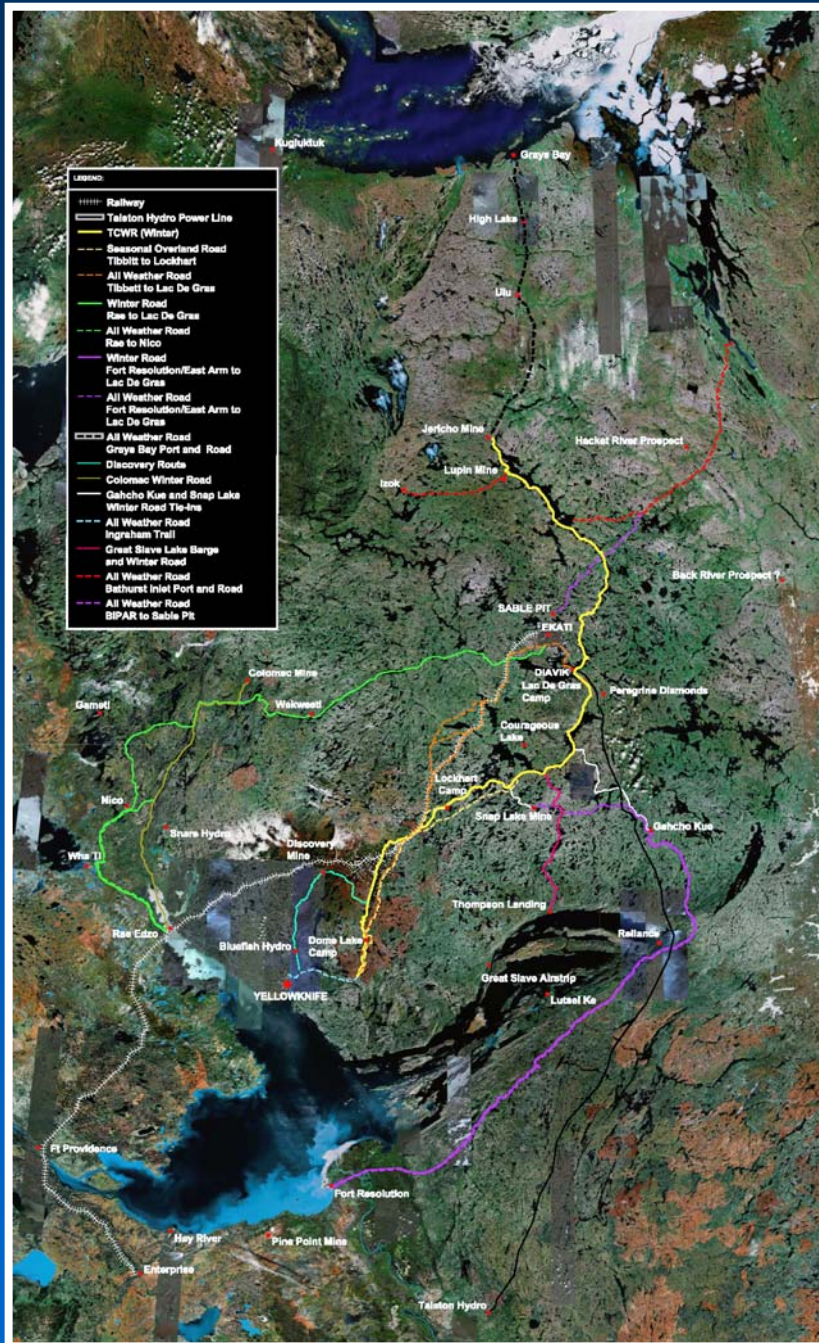 Kugluktuk
Grays Bay
LEGEND:
Railway
Talston Hydro Power Line
TCWR (Winter)
Seasonal Overland Road
Tibbitt to Lockhart
All Weather Road
Tibbett to Lac De Gras
Winter Road
Rae to Lac De Gras
All Weather Road
Rae to Nico
Winter Road
Fort Resolution/East Arm to
Lac De Gras
All Weather Road
Fort Resolution/East Arm to
Lac De Gras
All Weather Road
Grays Bay Port and Road
Discovery Route
Colomac Winter Road
Gahcho Kue and Snap Lake
Winter Road Tie-Ins
All Weather Road
Ingraham Trail
Great Slave Lake Barge
and Winter Road
All Weather Road
Bathurst Inlet Port and Road
All Weather Road
BIPAR to Sable Pit
High Lake
Ulu
Jericho Mine
Hacket River Prospect
Lupin Mine
Izok
Back River Prospect ?
SABLE PIT
EKATI
Colomac Mine
DIAVIK
Lac De Gras
Camp
Peregrine Diamonds
Gameti
Wekweeti
Courageous
Lake
Lockhart
Camp
Nico
Snap Lake Mine
Gahcho Kue
Snare Hydro
Discovery
Mine
Wha Ti
Thompson Landing
Rae Edzo
Bluefish Hydro
Dome Lake
Camp
Reliance
Great Slave Airstrip
YELLOWKNIFE
Lutsel Ke
Ft Providence
Fort Resolution
Hay River
Pine Point Mine
Enterprise
Talston Hydro